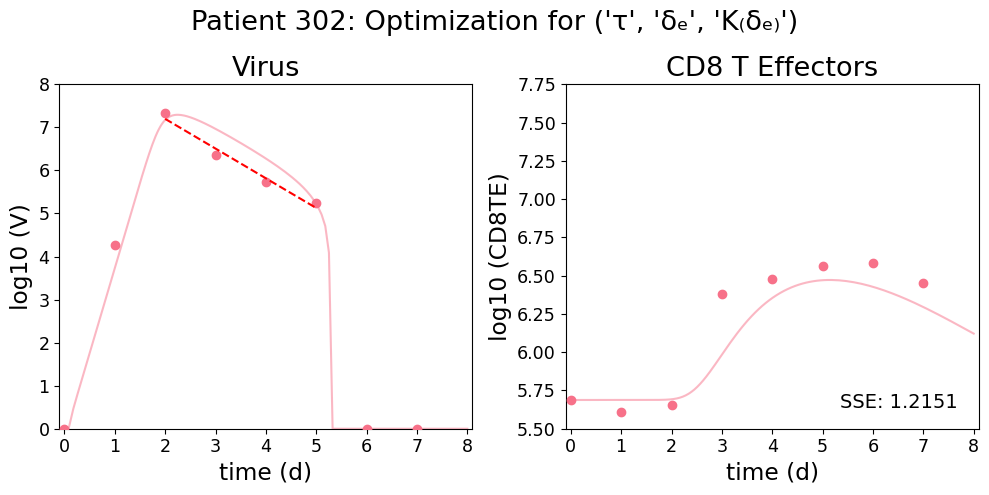 Patient 302: Optimization for ('τ', 'δₑ', 'K₍δₑ₎')
Virus
CD8 T Effectors
log10 (V)
8
7
6
5
4
3
2
1
0
0 1 2 3 4 5 6 7 8
time (d)
log10 (CD8TE)
7.75
7.50
7.25
7.00
6.75
6.50
6.25
6.00
5.75
5.50
SSE: 1.2151
0 1 2 3 4 5 6 7 8
time (d)